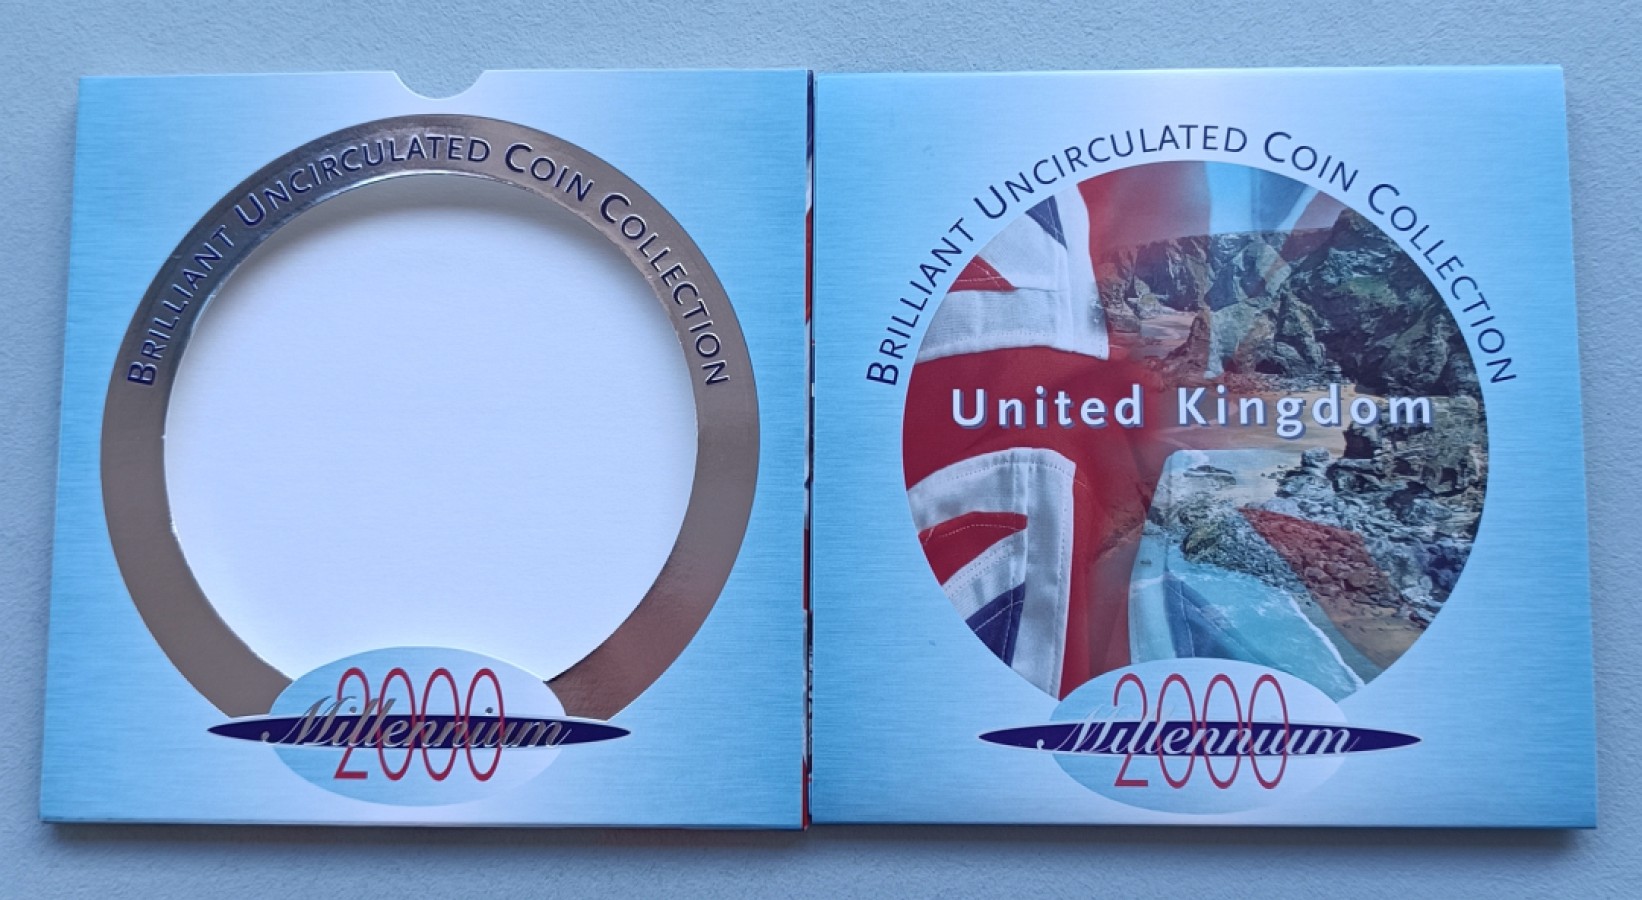 BRILLIANT UNCIRCULATED COIN COLLECTION
2000
Millennium
BRILLIANT UNCIRCULATED COIN COLLECTION
United Kingdom
2000
Millennium